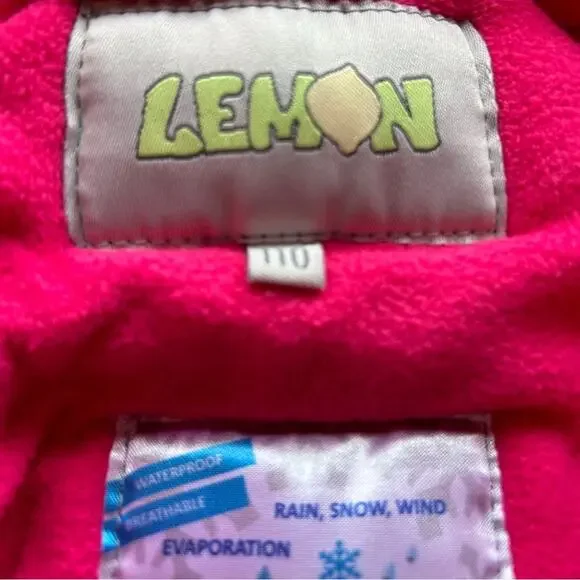 LEMON
110
WATERPROOF
BREATHABLE
RAIN, SNOW, WIND
EVAPORATION